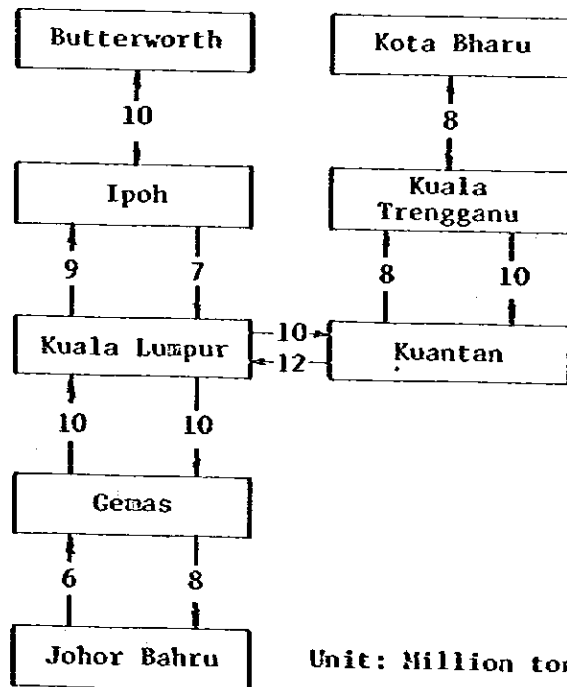 Butterworth
Kota Bharu
10
8
Ipoh
Kuala
Trengganu
9
7
8
10
Kuala Lumpur
10
12
Kuantan
10
10
Gemas
6
8
Johor Bahru
Unit: Million